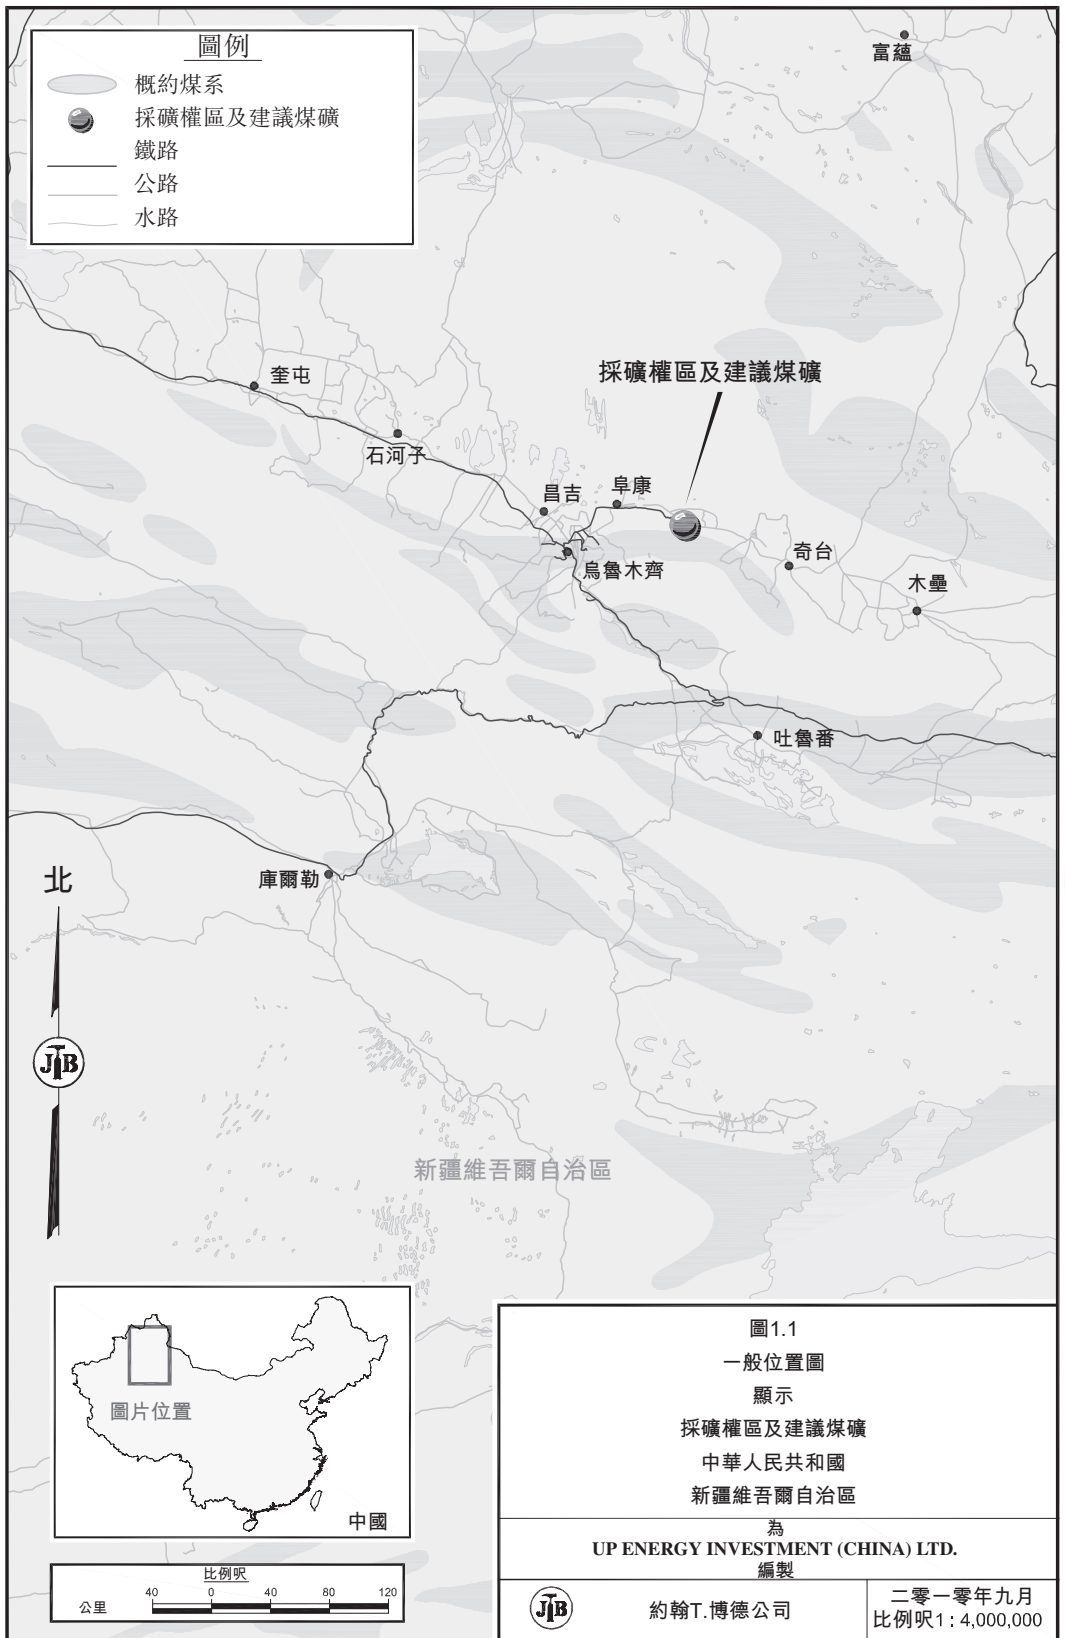 圖例
概約煤系
採礦權區及建議煤礦
鐵路
公路
水路
富蘊
採礦權區及建議煤礦
奎屯
石河子
昌吉
阜康
烏魯木齊
奇台
木壘
吐魯番
庫爾勒
北
JTB
新疆維吾爾自治區
圖片位置
中國
比例呎
40 0 40 80 120
公里
圖1.1
一般位置圖
顯示
採礦權區及建議煤礦
中華人民共和國
新疆維吾爾自治區
為
UP ENERGY INVESTMENT (CHINA) LTD.
編製
JTB
約翰T.博德公司
二零一零年九月
比例呎1：4,000,000